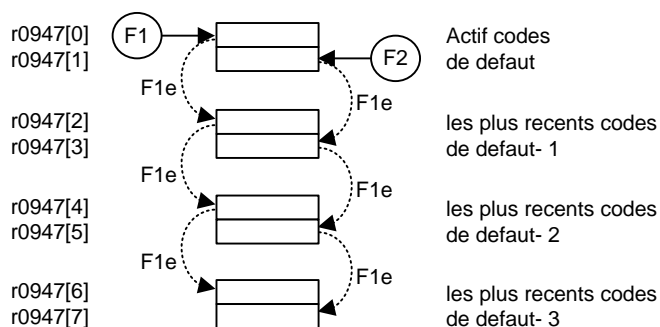 r0947[0] F1 Actif codes
r0947[1] F2 de defaut
F1e F1e
r0947[2] les plus recents codes
r0947[3] de defaut- 1
F1e F1e
r0947[4] les plus recents codes
r0947[5] de defaut- 2
F1e F1e
r0947[6] les plus recents codes
r0947[7] de defaut- 3